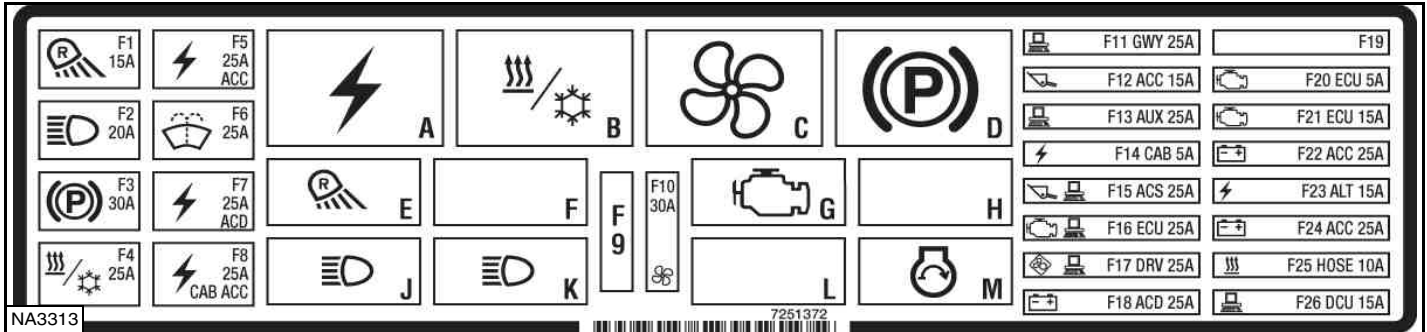 F1
15A
F5
25A
ACC
A
B
C
D
F11 GWY 25A
F19
F12 ACC 15A
F20 ECU 5A
F2
20A
F6
25A
F13 AUX 25A
F21 ECU 15A
F14 CAB 5A
F22 ACC 25A
F3
30A
F7
25A
ACD
E
F
F9
F10
30A
G
H
F15 ACS 25A
F23 ALT 15A
F16 ECU 25A
F24 ACC 25A
F4
25A
F8
25A
CAB ACC
J
K
L
M
F17 DRV 25A
F25 HOSE 10A
F18 ACD 25A
F26 DCU 15A
R
P
P
R
NA3313
7251372